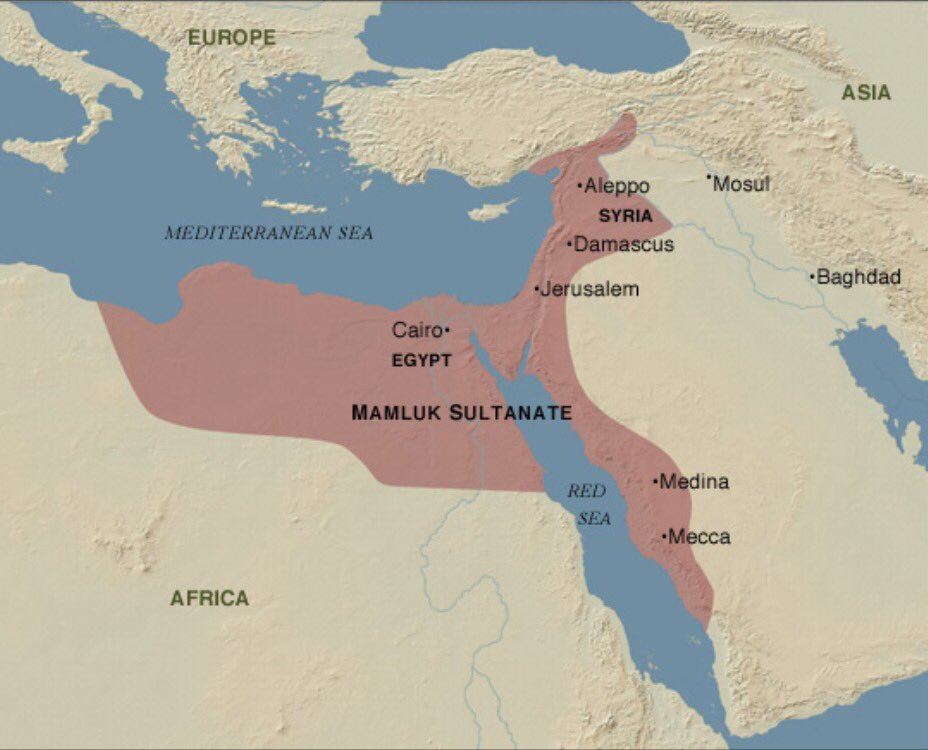 EUROPE
ASIA
Aleppo
Mosul
SYRIA
MEDITERRANEAN SEA
Damascus
Baghdad
Jerusalem
Cairo
EGYPT
MAMLUK SULTANATE
Medina
RED
SEA
Mecca
AFRICA